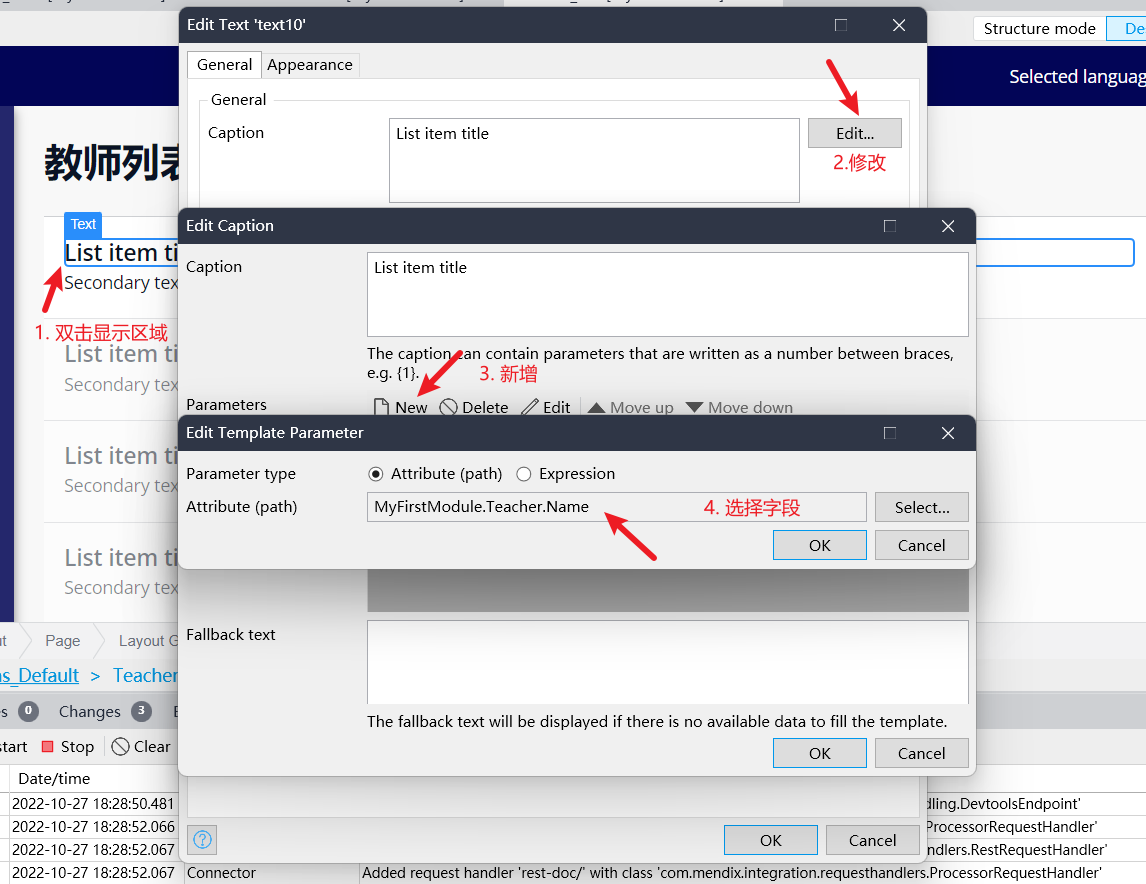 Edit Text 'text10'
Structure mode
General
Appearance
Selected languag
General
Caption
List item title
Edit...
2.修改
教师列表
Text
List item ti
Secondary tex
1. 双击显示区域
List item ti
Secondary tex
List item ti
Secondary tex
List item ti
Secondary tex
Edit Caption
Caption
List item title
The caption can contain parameters that are written as a number between braces,
e.g. {1}.
3. 新增
Parameters
New
Delete
Edit
Move up
Move down
Edit Template Parameter
Parameter type
Attribute (path)
Expression
Attribute (path)
MyFirstModule.Teacher.Name
4. 选择字段
Select...
OK
Cancel
Fallback text
The fallback text will be displayed if there is no available data to fill the template.
OK
Cancel
Page
Layout G
s_Default > Teacher
0
Changes
3
start
Stop
Clear
Date/time
2022-10-27 18:28:50.481
dling.DevtoolsEndpoint'
2022-10-27 18:28:52.066
ProcessorRequestHandler'
2022-10-27 18:28:52.067
ndlers.RestRequestHandler'
2022-10-27 18:28:52.067
Connector
Added request handler 'rest-doc/' with class 'com.mendix.integration.requesthandlers.ProcessorRequestHandler'
OK
Cancel